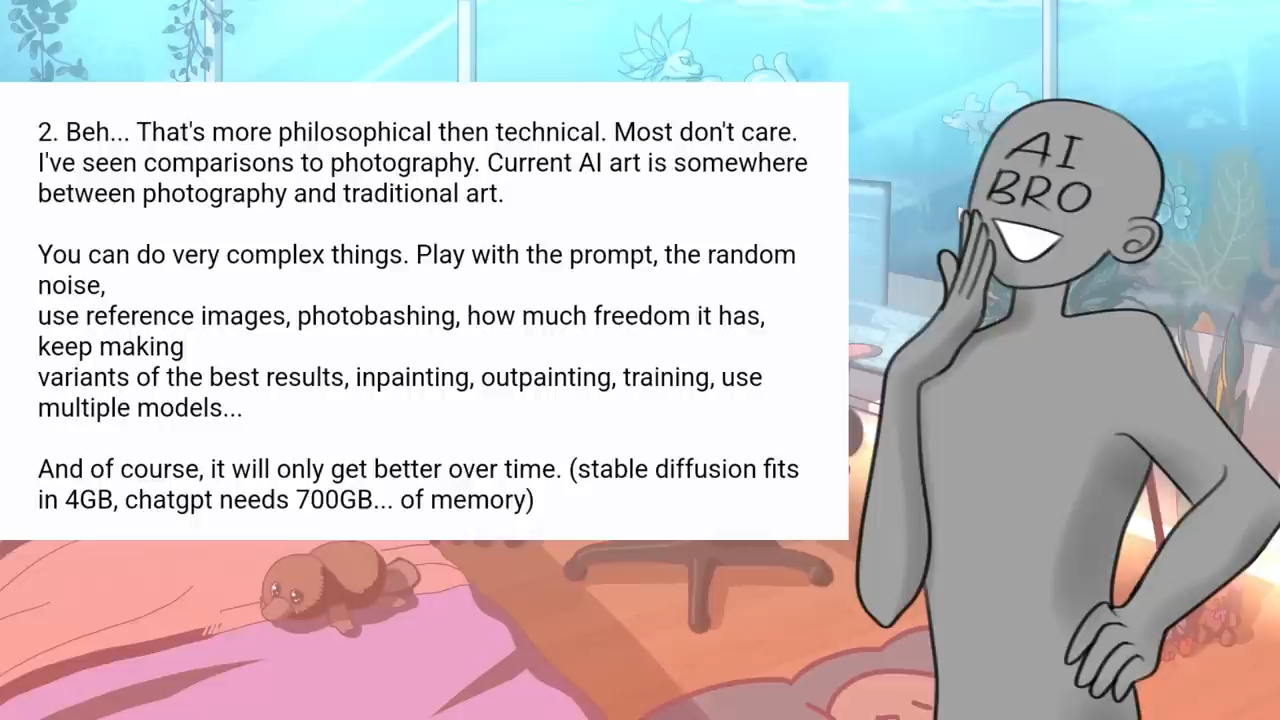 2. Beh... That's more philosophical then technical. Most don't care.
I've seen comparisons to photography. Current AI art is somewhere
between photography and traditional art.
You can do very complex things. Play with the prompt, the random
noise,
use reference images, photobashing, how much freedom it has,
keep making
variants of the best results, inpainting, outpainting, training, use
multiple models...
And of course, it will only get better over time. (stable diffusion fits
in 4GB, chatgpt needs 700GB... of memory)
AI
BRO